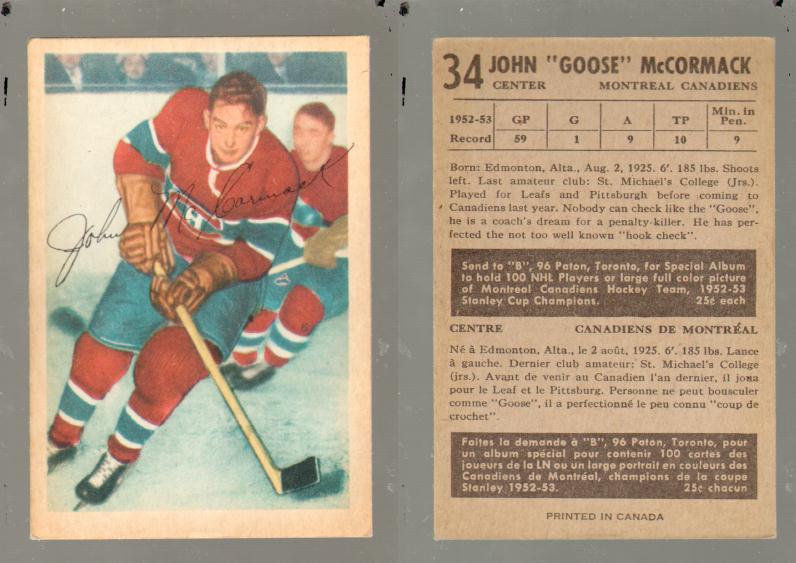 John McCormack
34 JOHN "GOOSE" McCORMACK
CENTER MONTREAL CANADIENS
1952-53 GP G A TP Min. in Pen.
Record 59 1 9 10 9
Born: Edmonton, Alta., Aug. 2, 1925. 6'. 185 lbs. Shoots
left. Last amateur club: St. Michael's College (Jrs.).
Played for Leafs and Pittsburgh before coming to
Canadiens last year. Nobody can check like the "Goose",
he is a coach's dream for a penalty-killer. He has per-
fected the not too well known "hook check".
Send to "B", 96 Paton, Toronto, for Special Album
to hold 100 NHL Players or large full color picture
of Montreal Canadiens Hockey Team, 1952-53
Stanley Cup Champions. 25¢ each
CENTRE CANADIENS DE MONTRÉAL
Né à Edmonton, Alta., le 2 août, 1925. 6'. 185 lbs. Lance
à gauche. Dernier club amateur: St. Michael's College
(jrs.). Avant de venir au Canadien l'an dernier, il joua
pour le Leaf et le Pittsburg. Personne ne peut bousculer
comme "Goose", il a perfectionné le peu connu "coup de
crochet".
Faites la demande à "B", 96 Paton, Toronto, pour
un album spécial pour contenir 100 cartes des
joueurs de la LN ou un large portrait en couleurs des
Canadiens de Montréal, champions de la coupe
Stanley 1952-53. 25¢ chacun
PRINTED IN CANADA